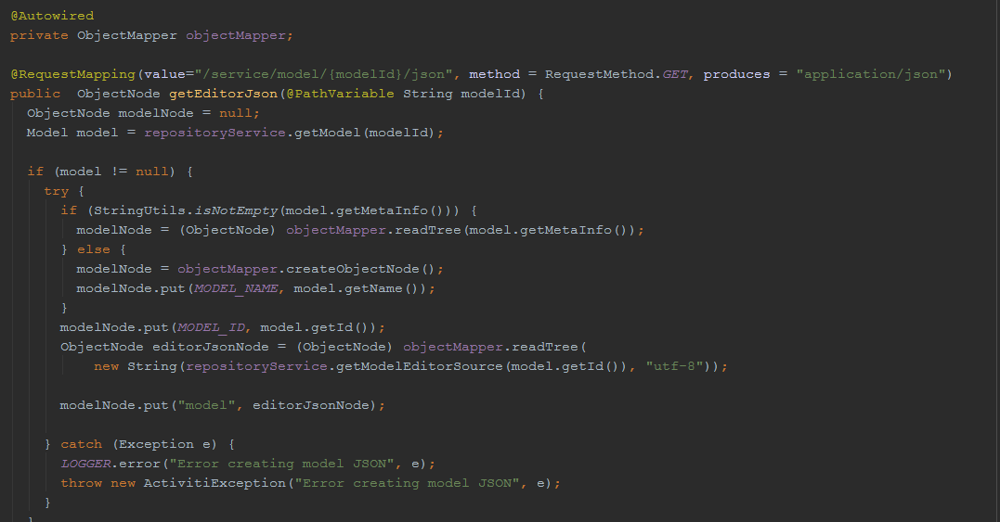 @Autowired
private ObjectMapper objectMapper;
@RequestMapping(value="/service/model/{modelId}/json", method = RequestMethod.GET, produces = "application/json")
public  ObjectNode getEditorJson(@PathVariable String modelId) {
ObjectNode modelNode = null;
Model model = repositoryService.getModel(modelId);
if (model != null) {
try {
if (StringUtils.isNotEmpty(model.getMetaInfo())) {
modelNode = (ObjectNode) objectMapper.readTree(model.getMetaInfo());
} else {
modelNode = objectMapper.createObjectNode();
modelNode.put(MODEL_NAME, model.getName());
}
modelNode.put(MODEL_ID, model.getId());
ObjectNode editorJsonNode = (ObjectNode) objectMapper.readTree(
new String(repositoryService.getModelEditorSource(model.getId()), "utf-8"));
modelNode.put("model", editorJsonNode);
} catch (Exception e) {
LOGGER.error("Error creating model JSON", e);
throw new ActivitiException("Error creating model JSON", e);
}
}